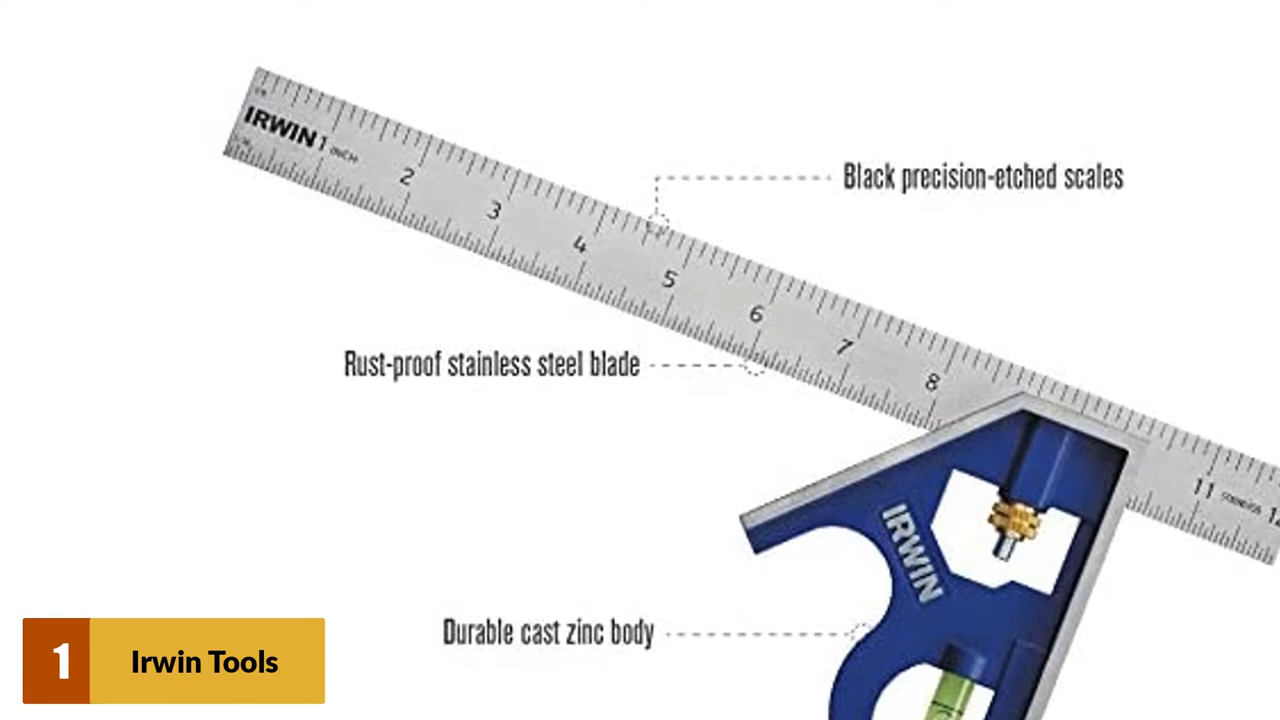 IRWIN 1 INCH
2
3
4
5
6
7
8
11
Black precision-etched scales
Rust-proof stainless steel blade
IRWIN
Durable cast zinc body
1 Irwin Tools